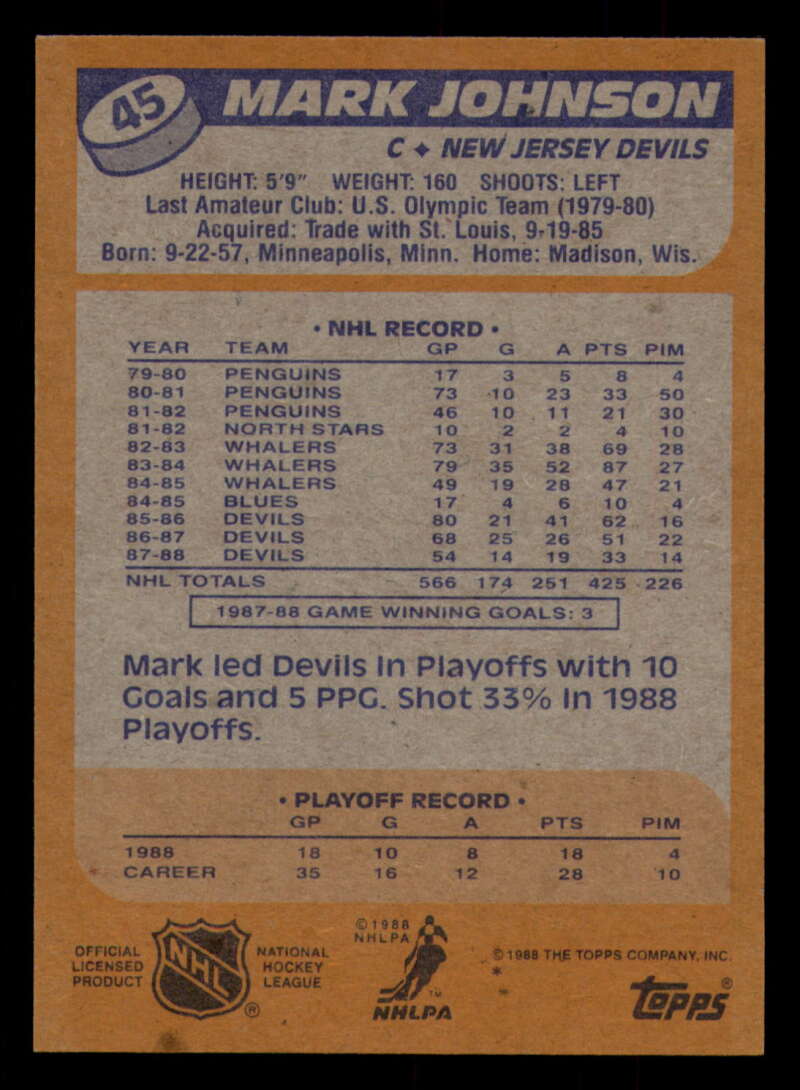 45
MARK JOHNSON
C ♦ NEW JERSEY DEVILS
HEIGHT: 5'9" WEIGHT: 160 SHOOTS: LEFT
Last Amateur Club: U.S. Olympic Team (1979-80)
Acquired: Trade with St. Louis, 9-19-85
Born: 9-22-57, Minneapolis, Minn. Home: Madison, Wis.
• NHL RECORD •
YEAR TEAM GP G A PTS PIM
79-80 PENGUINS 17 3 5 8 4
80-81 PENGUINS 73 10 23 33 50
81-82 PENGUINS 46 10 11 21 30
81-82 NORTH STARS 10 2 2 4 10
82-83 WHALERS 73 31 38 69 28
83-84 WHALERS 79 35 52 87 27
84-85 WHALERS 49 19 28 47 21
84-85 BLUES 17 4 6 10 4
85-86 DEVILS 80 21 41 62 16
86-87 DEVILS 68 25 26 51 22
87-88 DEVILS 54 14 19 33 14
NHL TOTALS 566 174 251 425 226
1987-88 GAME WINNING GOALS: 3
Mark led Devils In Playoffs with 10
Goals and 5 PPG. Shot 33% In 1988
Playoffs.
• PLAYOFF RECORD •
GP G A PTS PIM
1988 18 10 8 18 4
CAREER 35 16 12 28 10
OFFICIAL
LICENSED
PRODUCT
NHL
®
NATIONAL
HOCKEY
LEAGUE
© 1988
NHLPA
TM
NHLPA
© 1988 THE TOPPS COMPANY, INC.
*
topps®